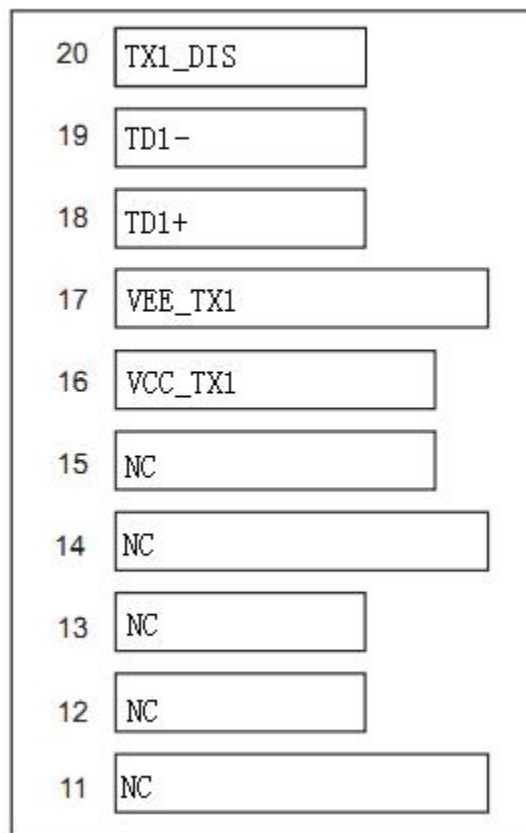 20 TX1_DIS
19 TD1-
18 TD1+
17 VEE_TX1
16 VCC_TX1
15 NC
14 NC
13 NC
12 NC
11 NC